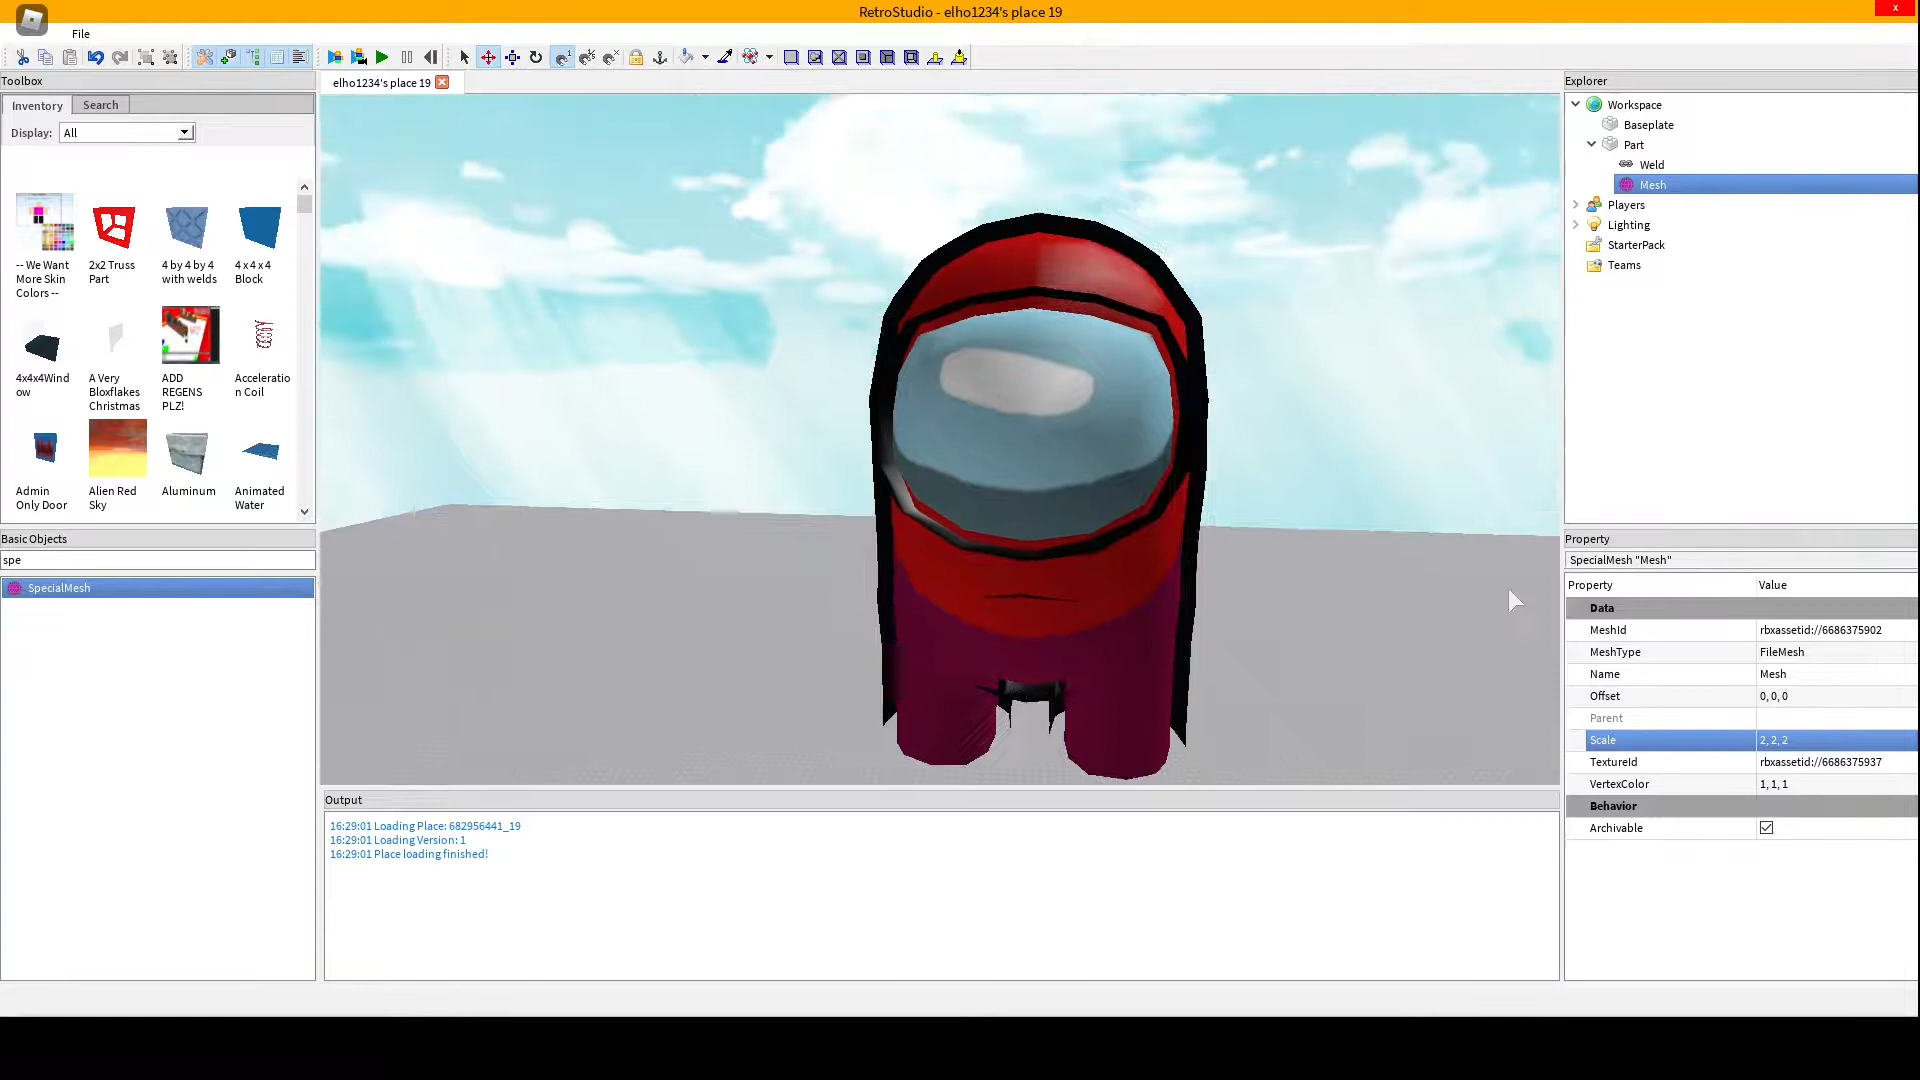 RetroStudio - elho1234's place 19
File
Toolbox
Inventory Search
Display: All
-- We Want
More Skin
Colors --
2x2 Truss
Part
4 by 4 by 4
with welds
4 x 4 x 4
Block
4x4x4Wind
ow
A Very
Bloxflakes
Christmas
ADD
REGENS
PLZ!
Acceleratio
n Coil
Admin
Only Door
Alien Red
Sky
Aluminum
Animated
Water
Basic Objects
spe
SpecialMesh
elho1234's place 19
Output
16:29:01 Loading Place: 682956441_19
16:29:01 Loading Version: 1
16:29:01 Place loading finished!
Explorer
Workspace
Baseplate
Part
Weld
Mesh
Players
Lighting
StarterPack
Teams
Property
SpecialMesh "Mesh"
Property Value
Data
MeshId rbxassetid://6686375902
MeshType FileMesh
Name Mesh
Offset 0, 0, 0
Parent
Scale 2, 2, 2
TextureId rbxassetid://6686375937
VertexColor 1, 1, 1
Behavior
Archivable